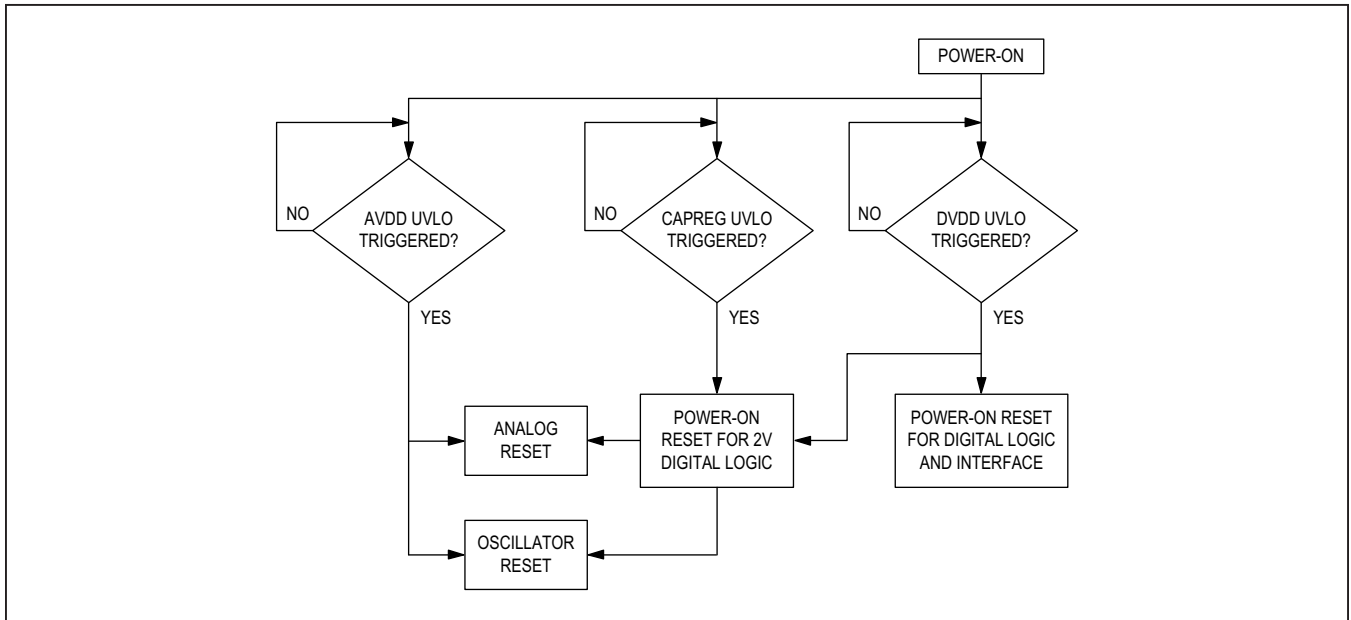 POWER-ON
NO
AVDD UVLO
TRIGGERED?
YES
NO
CAPREG UVLO
TRIGGERED?
YES
NO
DVDD UVLO
TRIGGERED?
YES
ANALOG
RESET
POWER-ON
RESET FOR 2V
DIGITAL LOGIC
POWER-ON RESET
FOR DIGITAL LOGIC
AND INTERFACE
OSCILLATOR
RESET